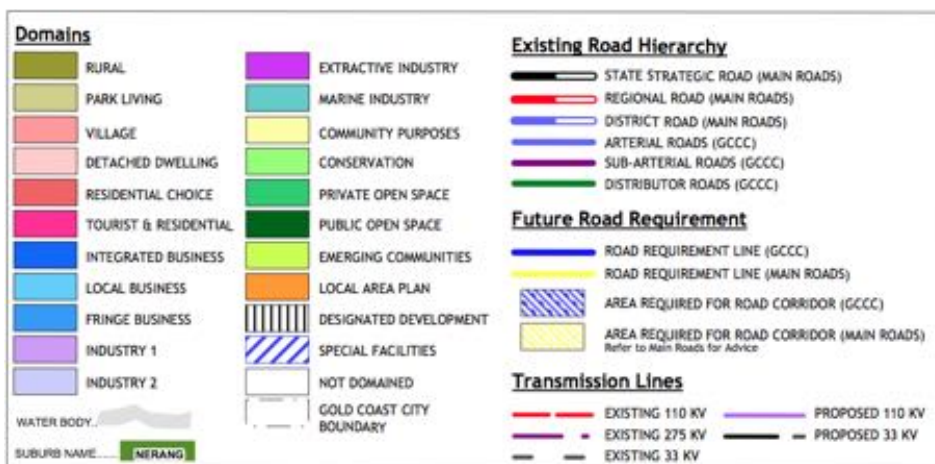 Domains
RURAL
PARK LIVING
VILLAGE
DETACHED DWELLING
RESIDENTIAL CHOICE
TOURIST & RESIDENTIAL
INTEGRATED BUSINESS
LOCAL BUSINESS
FRINGE BUSINESS
INDUSTRY 1
INDUSTRY 2
WATER BODY..
SUBURB NAME...... NERANG
EXTRACTIVE INDUSTRY
MARINE INDUSTRY
COMMUNITY PURPOSES
CONSERVATION
PRIVATE OPEN SPACE
PUBLIC OPEN SPACE
EMERGING COMMUNITIES
LOCAL AREA PLAN
DESIGNATED DEVELOPMENT
SPECIAL FACILITIES
NOT DOMAINED
GOLD COAST CITY
BOUNDARY
Existing Road Hierarchy
STATE STRATEGIC ROAD (MAIN ROADS)
REGIONAL ROAD (MAIN ROADS)
DISTRICT ROAD (MAIN ROADS)
ARTERIAL ROADS (GCCC)
SUB-ARTERIAL ROADS (GCCC)
DISTRIBUTOR ROADS (GCCC)
Future Road Requirement
ROAD REQUIREMENT LINE (GCCC)
ROAD REQUIREMENT LINE (MAIN ROADS)
AREA REQUIRED FOR ROAD CORRIDOR (GCCC)
AREA REQUIRED FOR ROAD CORRIDOR (MAIN ROADS)
Refer to Main Roads for Advice
Transmission Lines
EXISTING 110 KV
EXISTING 275 KV
EXISTING 33 KV
PROPOSED 110 KV
PROPOSED 33 KV